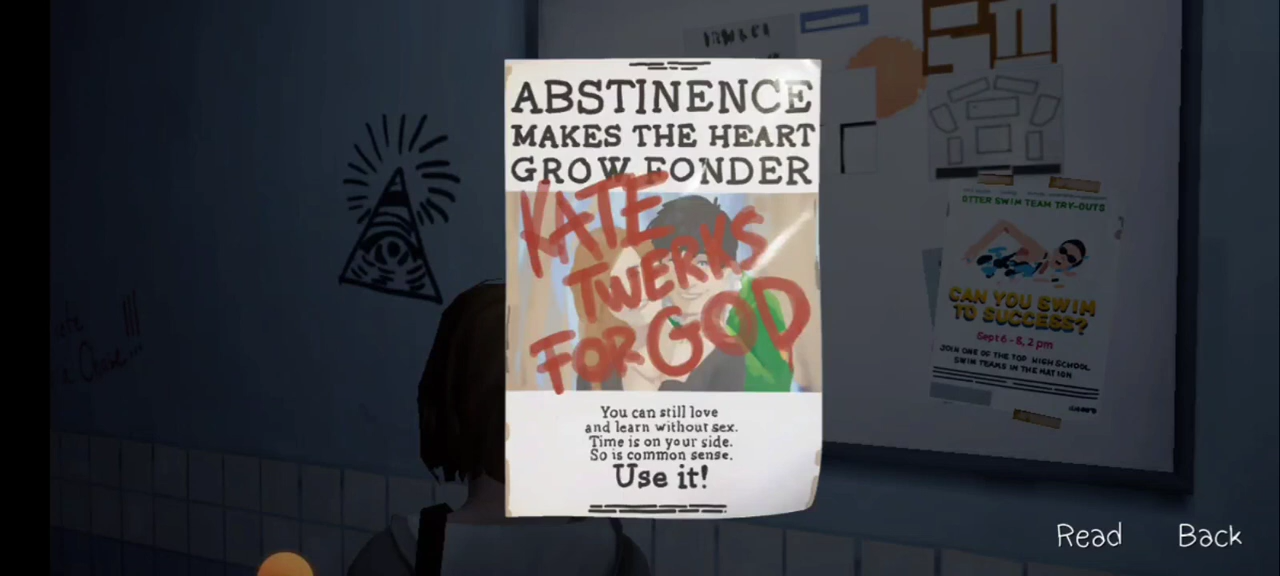 ABSTINENCE
MAKES THE HEART
GROW FONDER
KATE
TWERKS
FOR GOD
You can still love
and learn without sex.
Time is on your side.
So is common sense.
Use it!
OTTER SWIM TEAM TRY-OUTS
CAN YOU SWIM
TO SUCCESS?
Sept 6 - 8, 2 pm
JOIN ONE OF THE TOP HIGH SCHOOL
SWIM TEAMS IN THE NATION
Read
Back